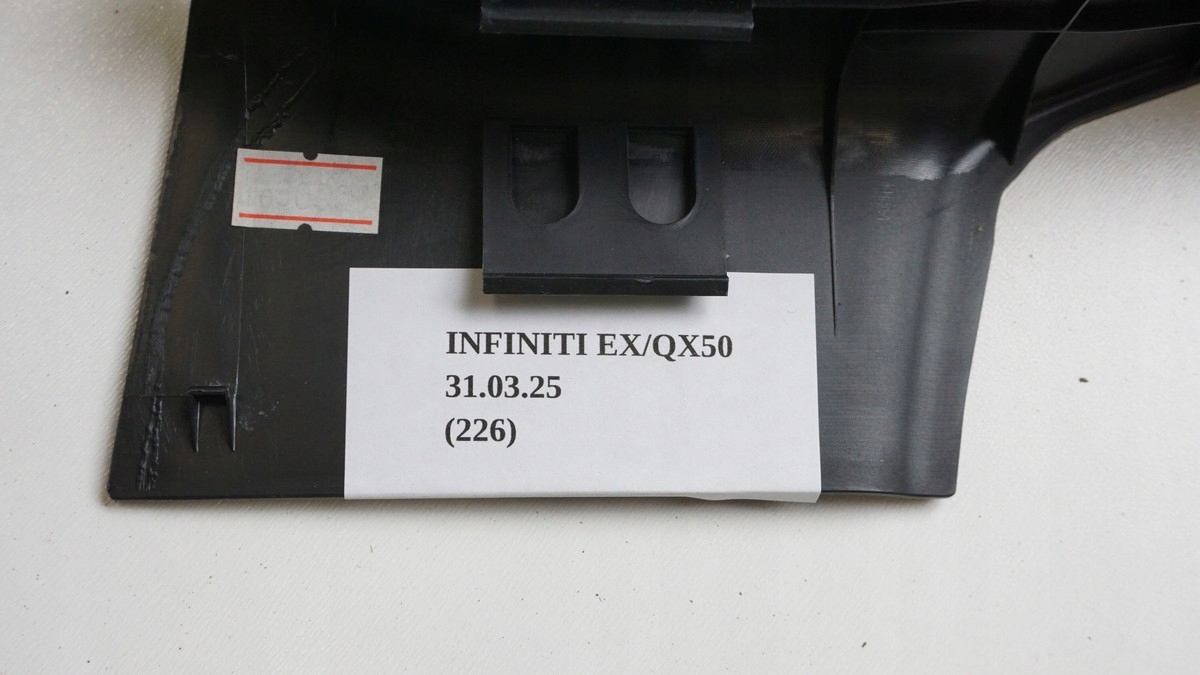 INFINITI EX/QX50
31.03.25
(226)